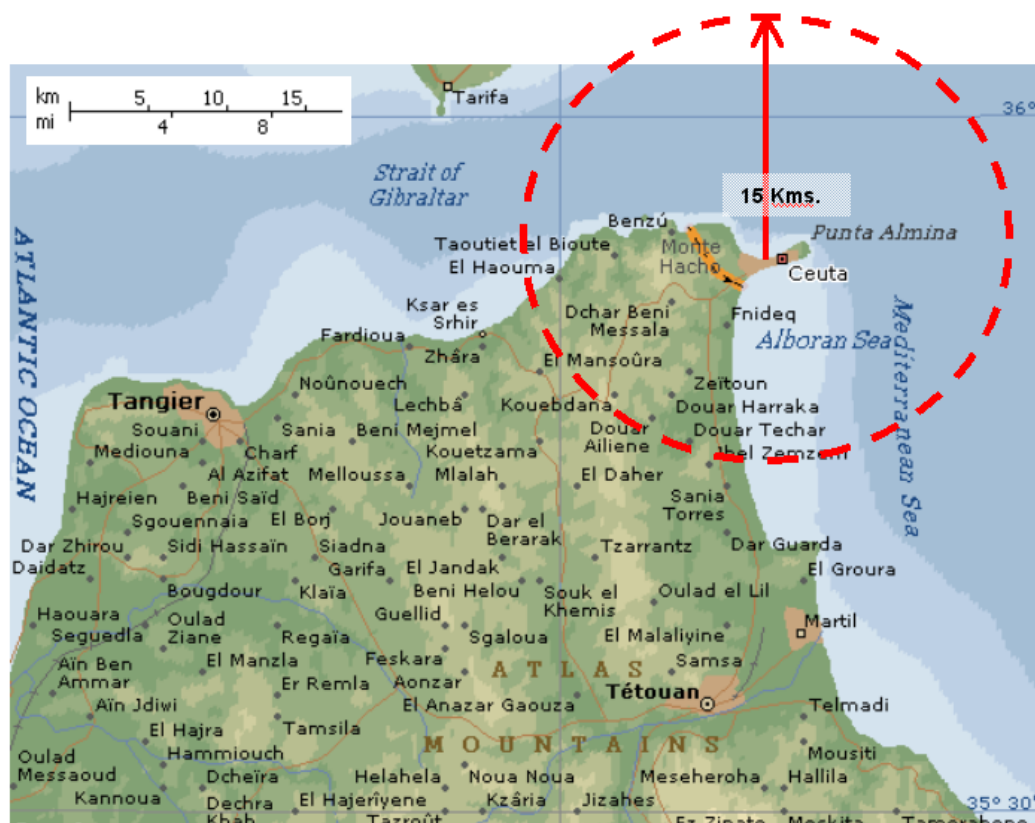 km 5 10 15
mi 4 8
Tarifa
36°
Strait of
Gibraltar
15 Kms.
Benzú
Punta Almina
Taoutiet el Bioute
Monte
Hacho
El Haouma
Ceuta
ATLANTIC OCEAN
Ksar es
Srhir
Dchar Beni
Messala
Fnideq
Mediterranean Sea
Fardioua
Alboran Sea
Zhâra
El Mansoûra
Noûnouech
Zeïtoun
Tangier
Lechbâ
Kouebdana
Douar Harraka
Souani
Sania
Beni Mejmel
Douar
Ailiene
Douar Techar
Mediouna
Charf
Kouetzama
Jbel Zemzem
Al Azifat
Melloussa
Mlalah
El Daher
Hajreien
Beni Saïd
Sania
Torres
Sgouennaia
El Borj
Jouaneb
Dar el
Berarak
Dar Zhirou
Sidi Hassaïn
Siadna
Tzarrantz
Dar Guarda
Daidatz
Garifa
El Jandak
El Groura
Bougdour
Klaïa
Beni Helou
Souk el
Khemis
Oulad el Lil
Haouara
Oulad
Ziane
Guellid
Martil
Seguedla
Regaïa
Sgaloua
El Malaliyine
Aïn Ben
Ammar
El Manzla
Feskara
ATLAS
Samsa
Er Remla
Aonzar
Tétouan
Aïn Jdiwi
El Anazar Gaouza
Telmadi
El Hajra
Tamsila
MOUNTAINS
Oulad
Messaoud
Hammiouch
Mousiti
Dcheïra
Helahela
Noua Noua
Meseheroha
Hallila
Kannoua
Dechra
Khab
El Hajerîyene
Kzâria
Jizahes
35° 30'
Tazroût
Ez Zinate
Meskita
Tamerabene